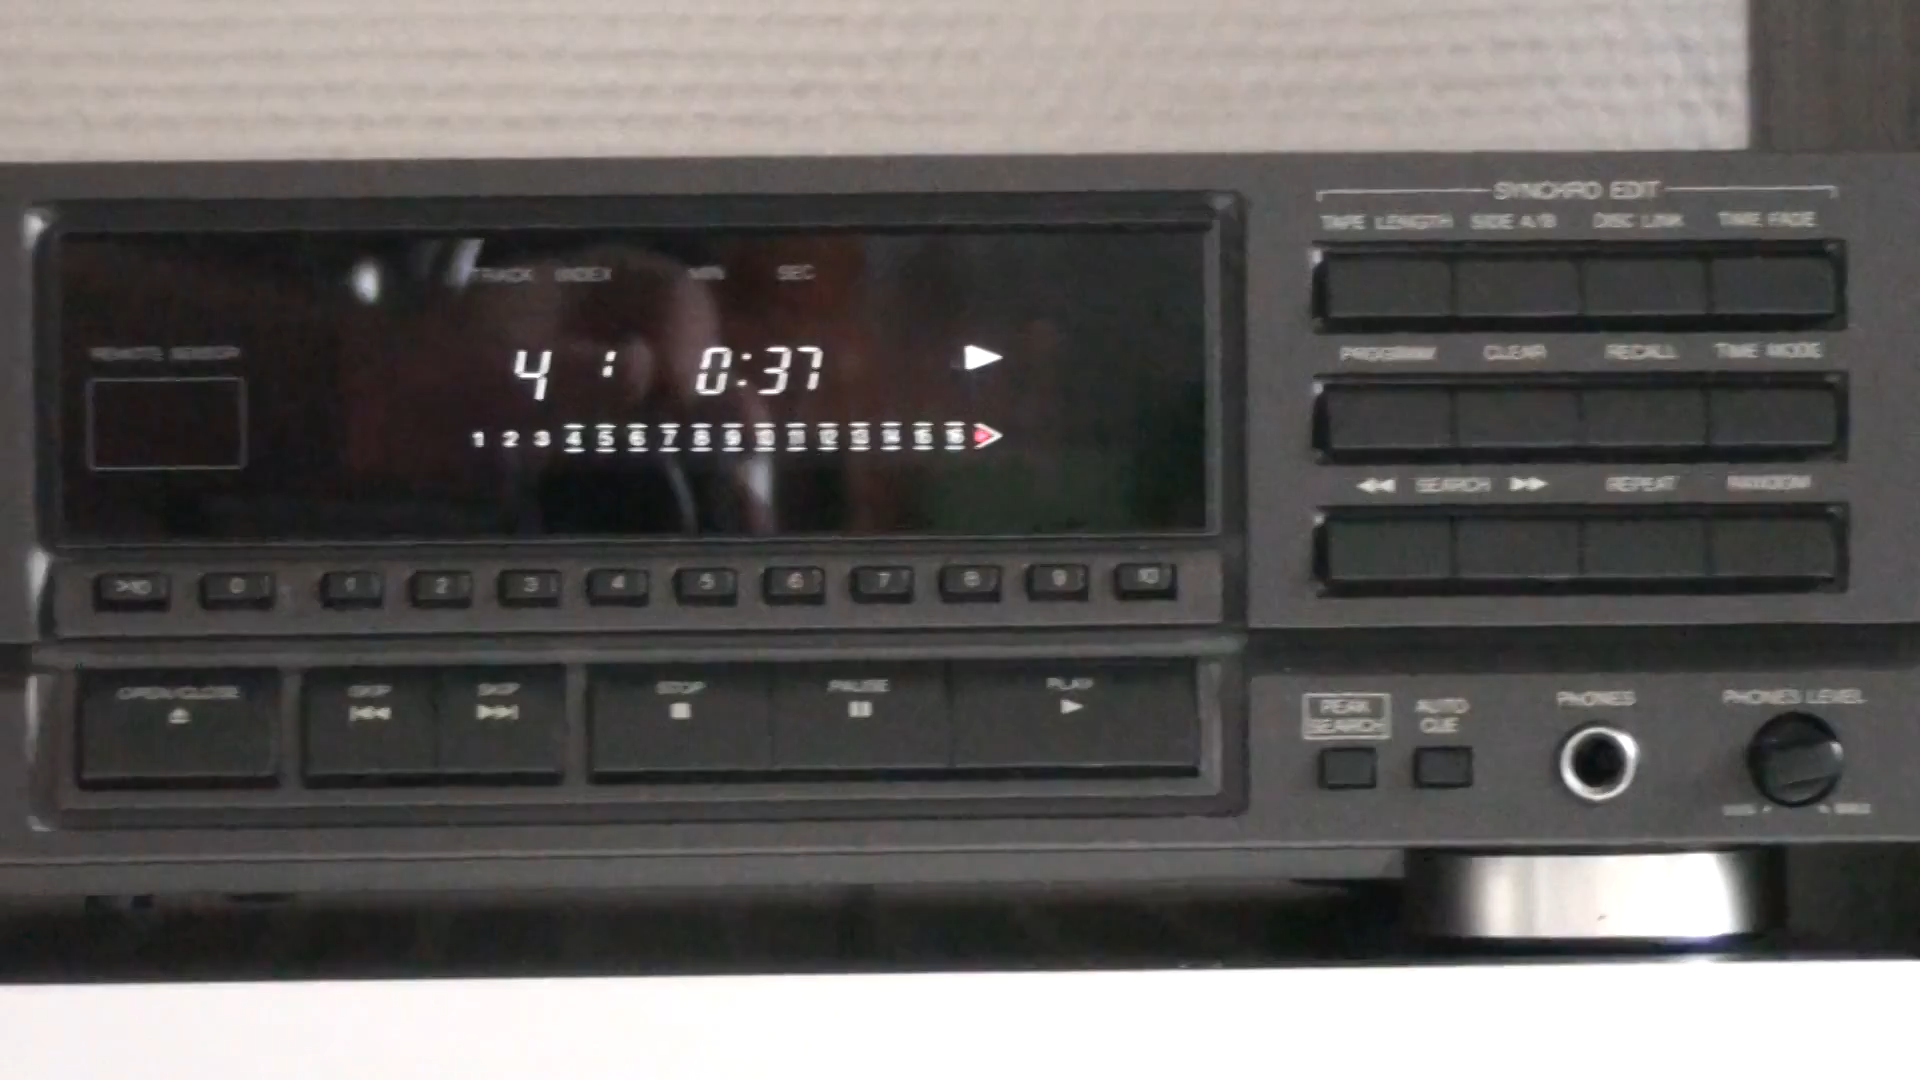 SYNCHRO EDIT
TAPE LENGTH SIDE A/B DISC LINK TIME FADE
TRACK INDEX MIN SEC
REMOTE SENSOR
4 0:37
PROGRAM CLEAR RECALL TIME MODE
1 2 3 4 5 6 7 8 9 10 11 12 13 14 15 16
SEARCH REPEAT RANDOM
>10 0 1 2 3 4 5 6 7 8 9 10
OPEN/CLOSE SKIP SKIP STOP PAUSE PLAY
PEAK SEARCH
AUTO CUE
PHONES
PHONES LEVEL